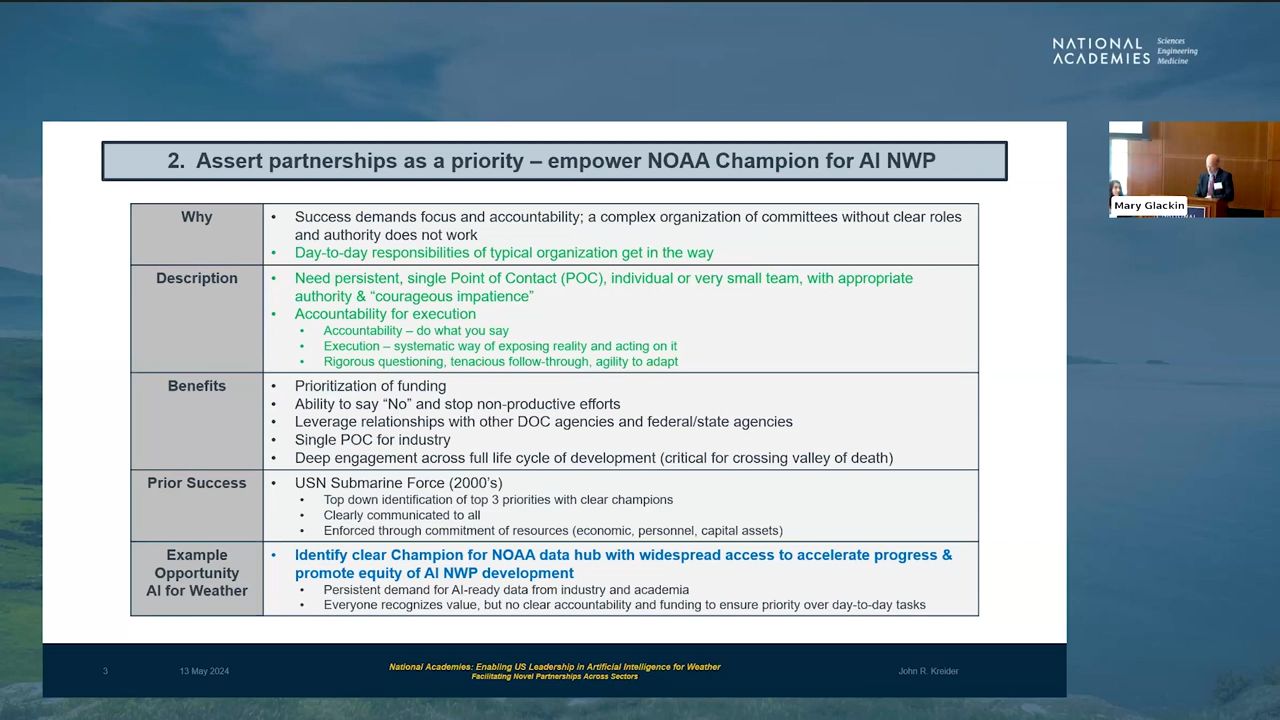 NATIONAL ACADEMIES
Sciences
Engineering
Medicine
2. Assert partnerships as a priority – empower NOAA Champion for AI NWP
Why
• Success demands focus and accountability; a complex organization of committees without clear roles
and authority does not work
• Day-to-day responsibilities of typical organization get in the way
Description
• Need persistent, single Point of Contact (POC), individual or very small team, with appropriate
authority & “courageous impatience”
• Accountability for execution
• Accountability – do what you say
• Execution – systematic way of exposing reality and acting on it
• Rigorous questioning, tenacious follow-through, agility to adapt
Benefits
• Prioritization of funding
• Ability to say “No” and stop non-productive efforts
• Leverage relationships with other DOC agencies and federal/state agencies
• Single POC for industry
• Deep engagement across full life cycle of development (critical for crossing valley of death)
Prior Success
• USN Submarine Force (2000’s)
• Top down identification of top 3 priorities with clear champions
• Clearly communicated to all
• Enforced through commitment of resources (economic, personnel, capital assets)
Example
Opportunity
AI for Weather
• Identify clear Champion for NOAA data hub with widespread access to accelerate progress &
promote equity of AI NWP development
• Persistent demand for AI-ready data from industry and academia
• Everyone recognizes value, but no clear accountability and funding to ensure priority over day-to-day tasks
3
13 May 2024
National Academies: Enabling US Leadership in Artificial Intelligence for Weather
Facilitating Novel Partnerships Across Sectors
John R. Kreider
Mary Glackin